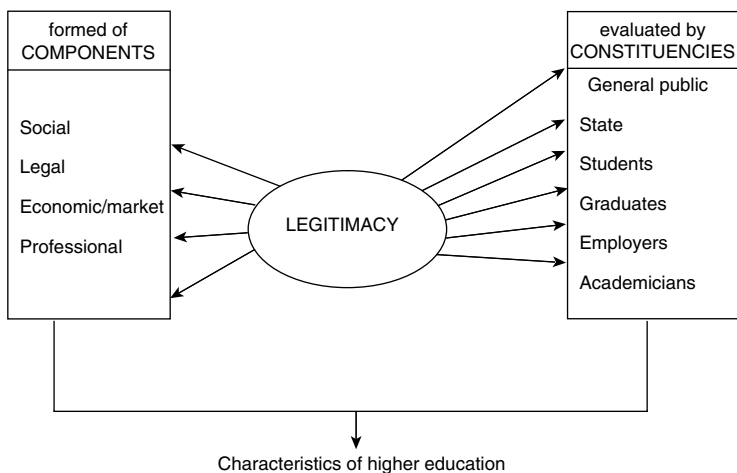 formed of
COMPONENTS
Social
Legal
Economic/market
Professional
LEGITIMACY
evaluated by
CONSTITUENCIES
General public
State
Students
Graduates
Employers
Academicians
Characteristics of higher education